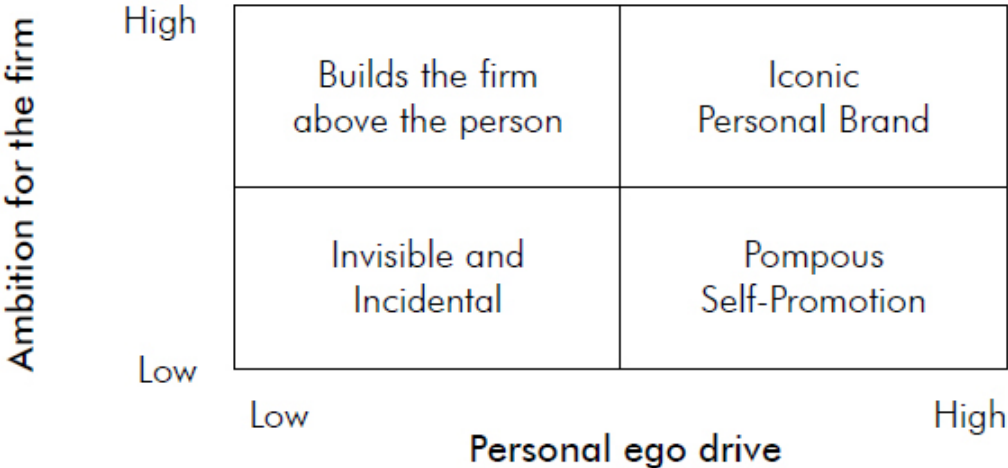 Ambition for the firm
High
Builds the firm
above the person
Iconic
Personal Brand
Invisible and
Incidental
Pompous
Self-Promotion
Low
Low
High
Personal ego drive